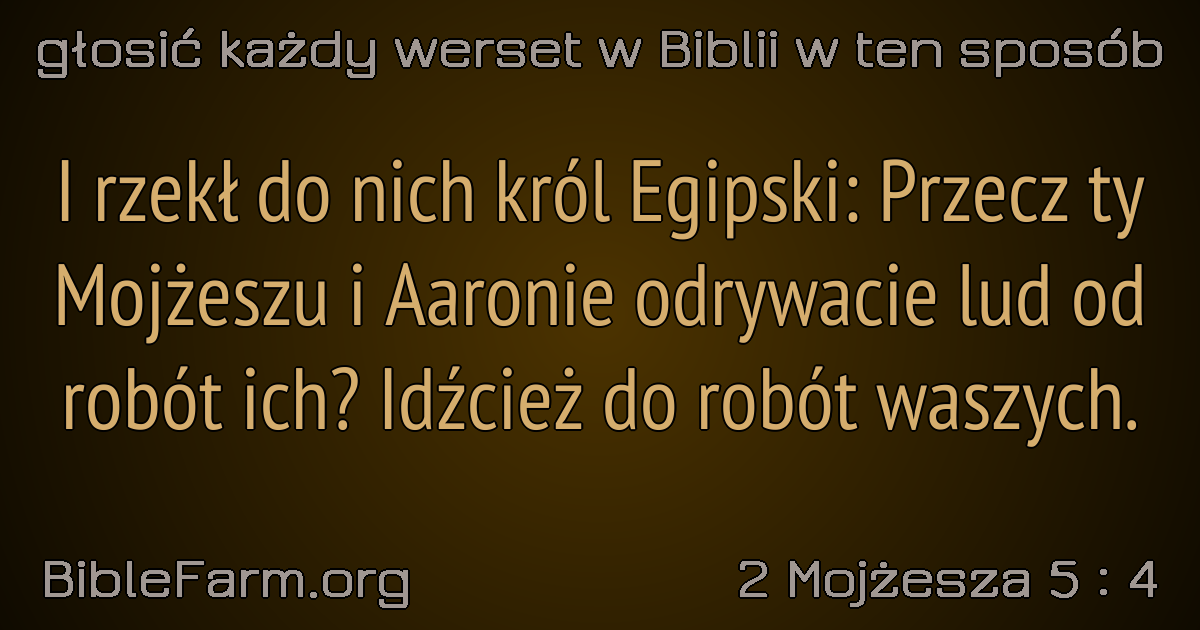 głosić każdy werset w Biblii w ten sposób
I rzekł do nich król Egipski: Przecz ty
Mojżeszu i Aaronie odrywacie lud od
robót ich? Idźcież do robót waszych.
BibleFarm.org
2 Mojżesza 5 : 4